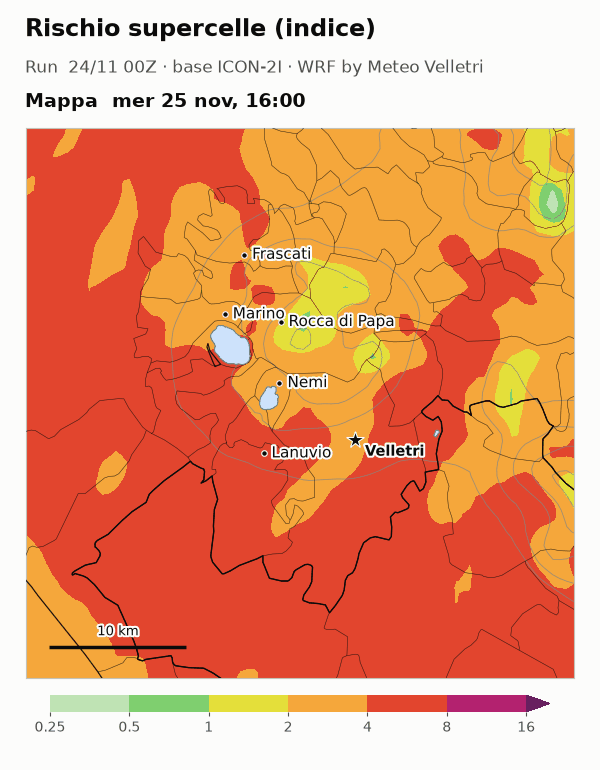 Rischio supercelle (indice)
Run  24/11 00Z · base ICON-2I · WRF by Meteo Velletri
Mappa  mer 25 nov, 16:00
Frascati
Marino
Rocca di Papa
Nemi
Velletri
Lanuvio
10 km
0.25 0.5 1 2 4 8 16